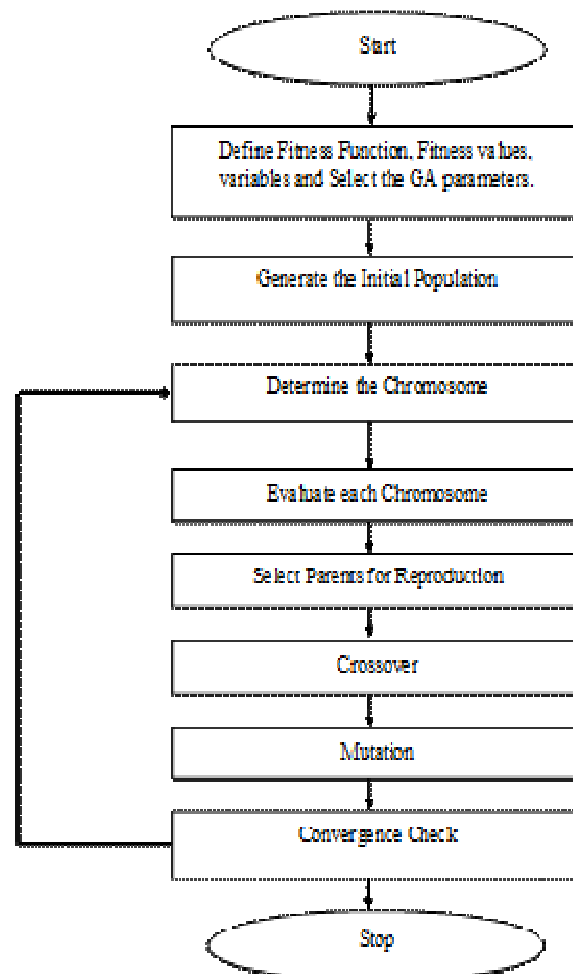 Start
Define Fitness Function, Fitness values,
variables and Select the GA parameters.
Generate the Initial Population
Determine the Chromosome
Evaluate each Chromosome
Select Parents for Reproduction
Crossover
Mutation
Convergence Check
Stop